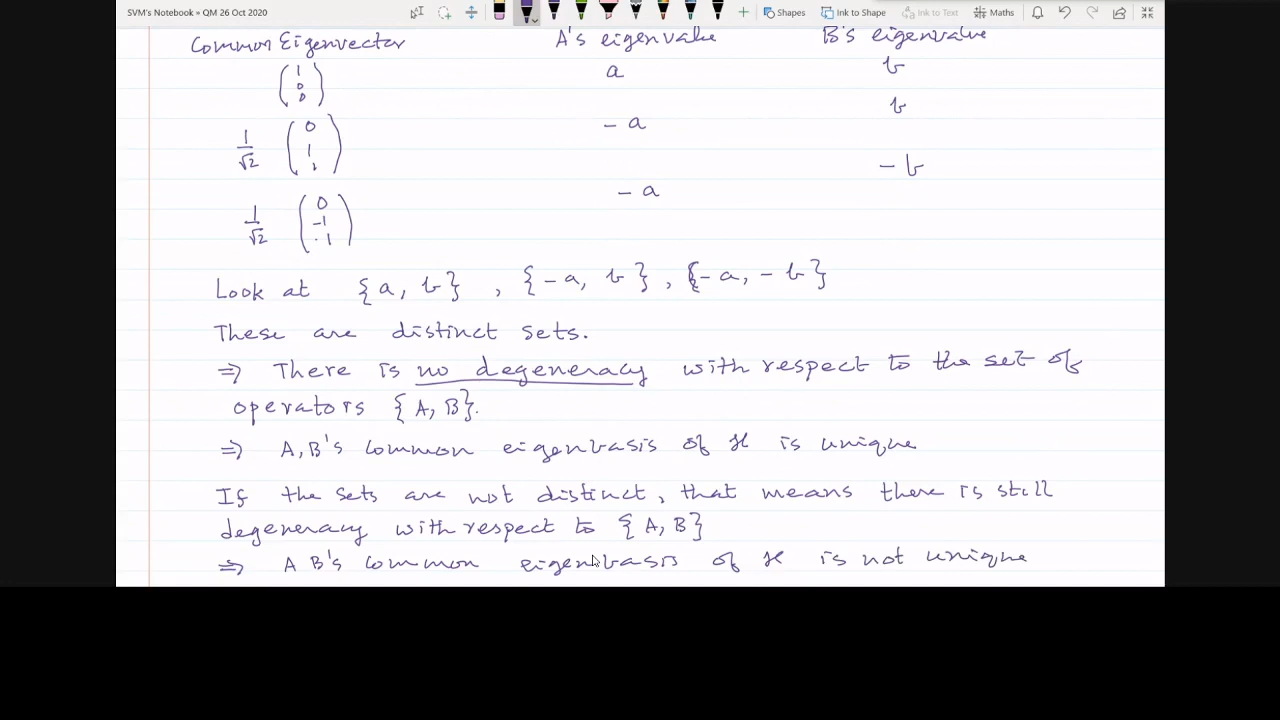 SVM's Notebook » QM 26 Oct 2020 Shapes Ink to Shape Ink to Text Maths
Common Eigenvector A's eigenvalue B's eigenvalue
(1 0 0) a b
1/√2 (0 1 1) - a b
1/√2 (0 -1 -1) - a - b
Look at {a, b} , {-a, b} , {-a, -b}
These are distinct sets.
⇒ There is no degeracy with respect to the set of
operators {A, B}.
⇒ A,B's common eigenbasis of H is unique
If the sets are not distinct, that means there is still
degeneracy with respect to {A, B}
⇒ A B's common eigenbasis of H is not unique